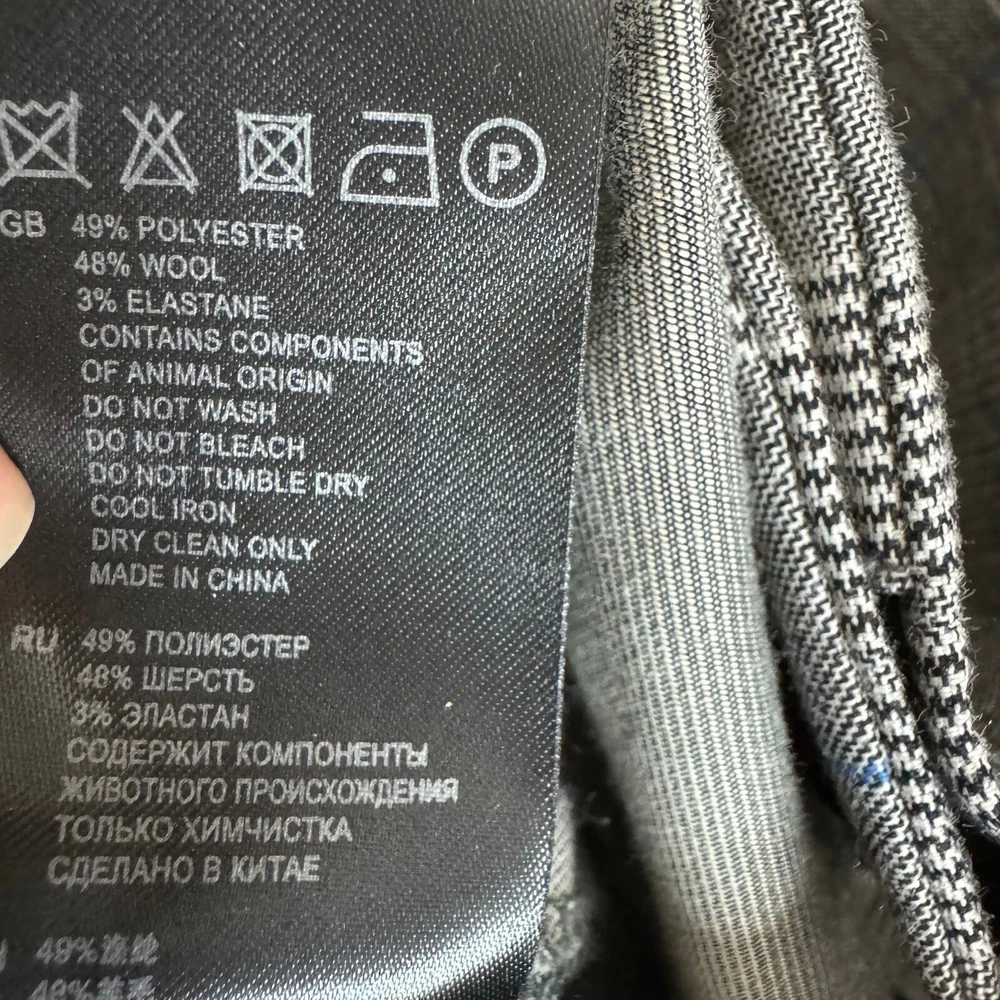 P
GB 49% POLYESTER
48% WOOL
3% ELASTANE
CONTAINS COMPONENTS
OF ANIMAL ORIGIN
DO NOT WASH
DO NOT BLEACH
DO NOT TUMBLE DRY
COOL IRON
DRY CLEAN ONLY
MADE IN CHINA
RU 49% ПОЛИЭСТЕР
48% ШЕРСТЬ
3% ЭЛАСТАН
СОДЕРЖИТ КОМПОНЕНТЫ
ЖИВОТНОГО ПРОИСХОЖДЕНИЯ
ТОЛЬКО ХИМЧИСТКА
СДЕЛАНО В КИТАЕ
49%
48%